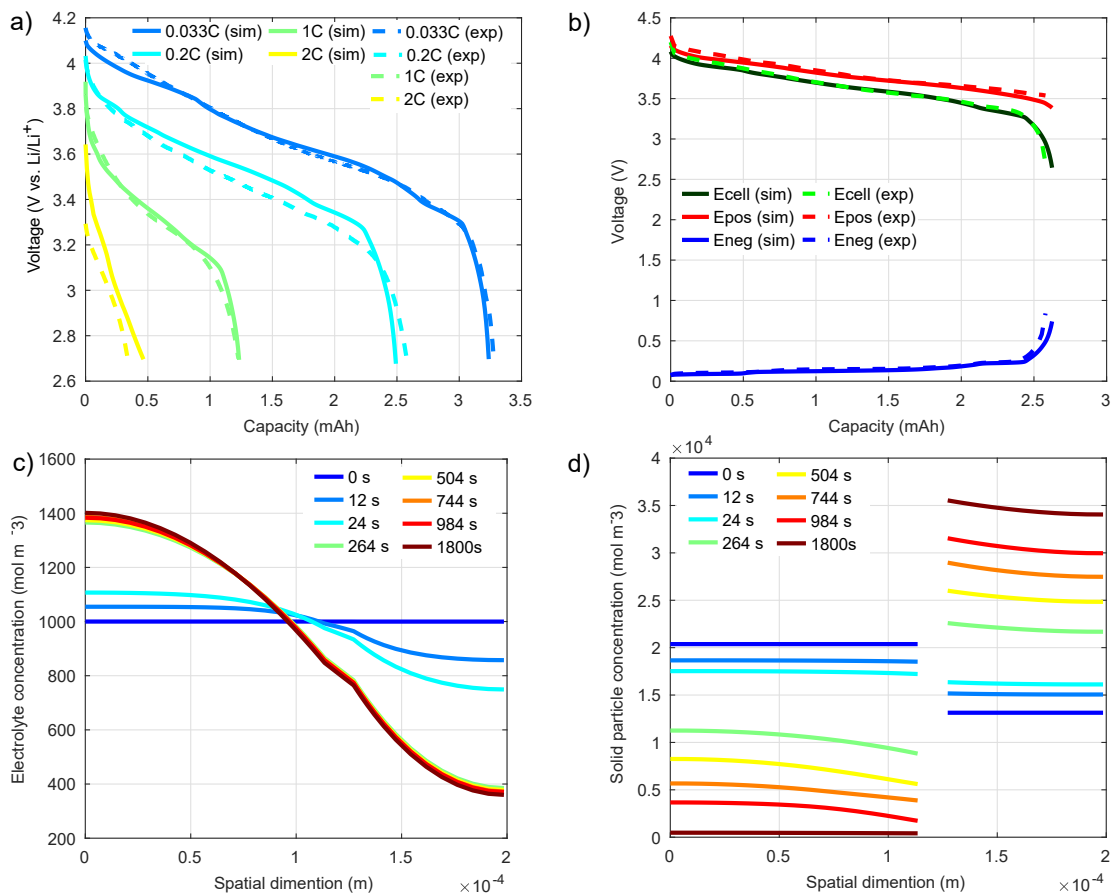 a)
4.2
4
3.8
3.6
3.4
3.2
3
2.8
2.6
Voltage (V vs. Li/Li+)
0.033C (sim) 1C (sim) 0.033C (exp)
0.2C (sim) 2C (sim) 0.2C (exp)
1C (exp)
2C (exp)
0 0.5 1.0 1.5 2 2.5 3 3.5
Capacity (mAh)
b)
5
4.5
4
3.5
3
2.5
2
1.5
1
0.5
0
Voltage (V)
Ecell (sim) Ecell (exp)
Epos (sim) Epos (exp)
Eneg (sim) Eneg (exp)
0 0.5 1 1.5 2 2.5 3
Capacity (mAh)
c)
1600
1400
1200
1000
800
600
400
200
Electrolyte concentration (mol m⁻3)
0 s 504 s
12 s 744 s
24 s 984 s
264 s 1800s
0 0.5 1 1.5 2
Spatial dimention (m) ×10⁻⁴
d)
×10⁴
4
3.5
3
2.5
2
1.5
1
0.5
0
Solid particle concentration (mol m⁻3)
0 s 504 s
12 s 744 s
24 s 984 s
264 s 1800s
0 0.5 1 1.5 2
Spatial dimention (m) ×10⁻⁴